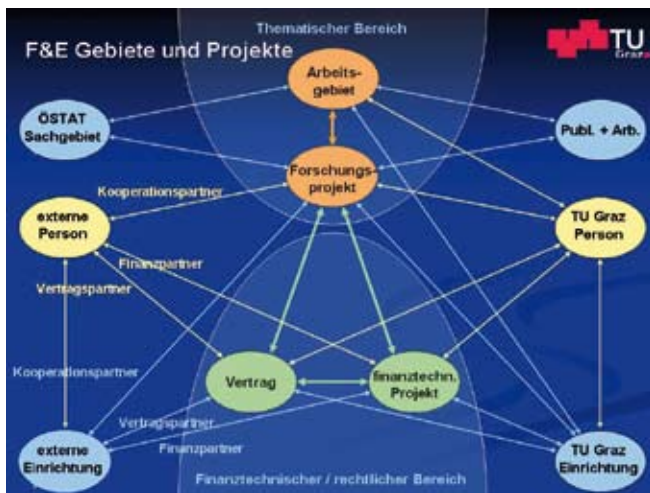 Thematischer Bereich
F&E Gebiete und Projekte
TU
Graz
Arbeits-
gebiet
ÖSTAT
Sachgebiet
Publ. + Arb.
Forschungs-
projekt
Kooperationspartner
externe
Person
TU Graz
Person
Finanzpartner
Vertragspartner
Kooperationspartner
Vertrag
finanztechn.
Projekt
Vertragspartner
Finanzpartner
externe
Einrichtung
TU Graz
Einrichtung
Finanztechnischer / rechtlicher Bereich